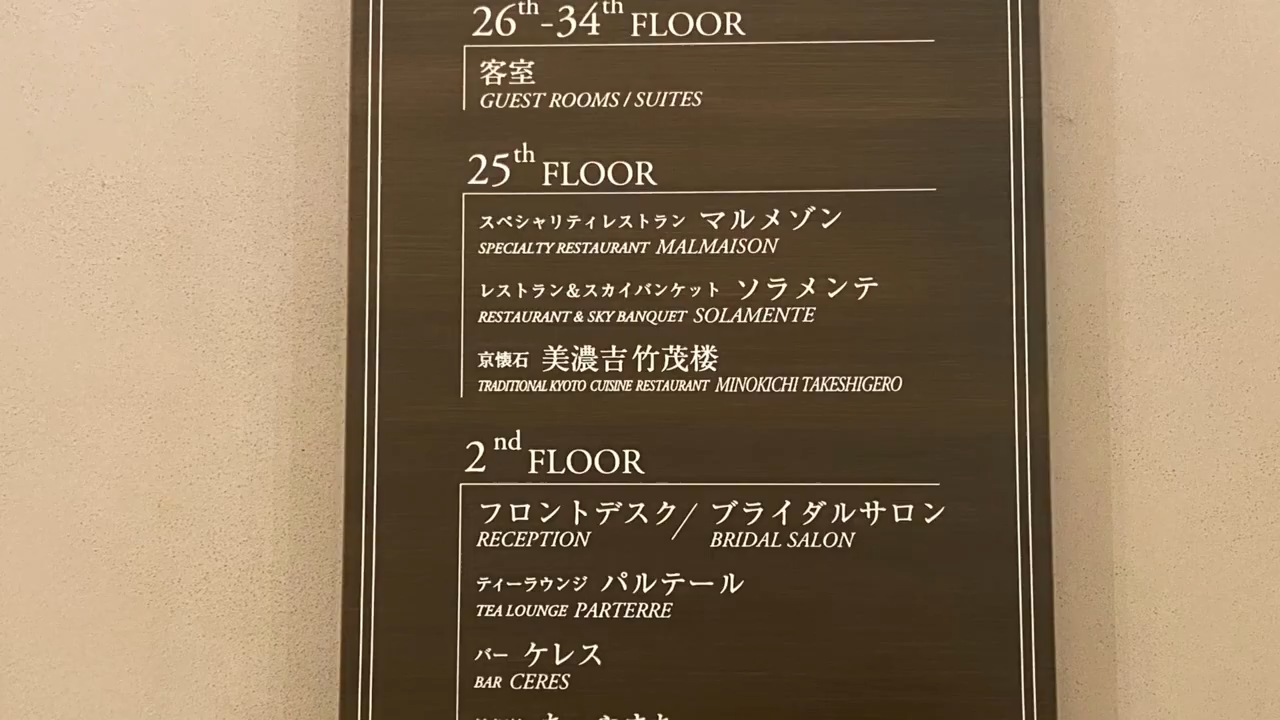 26th-34th FLOOR
客室
GUEST ROOMS / SUITES
25th FLOOR
スペシャリティレストラン マルメゾン
SPECIALTY RESTAURANT MALMAISON
レストラン&スカイバンケット ソラメンテ
RESTAURANT & SKY BANQUET SOLAMENTE
京懐石 美濃吉 竹茂楼
TRADITIONAL KYOTO CUISINE RESTAURANT MINOKICHI TAKESHIGERO
2nd FLOOR
フロントデスク / ブライダルサロン
RECEPTION BRIDAL SALON
ティーラウンジ パルテール
TEA LOUNGE PARTERRE
バー ケレス
BAR CERES